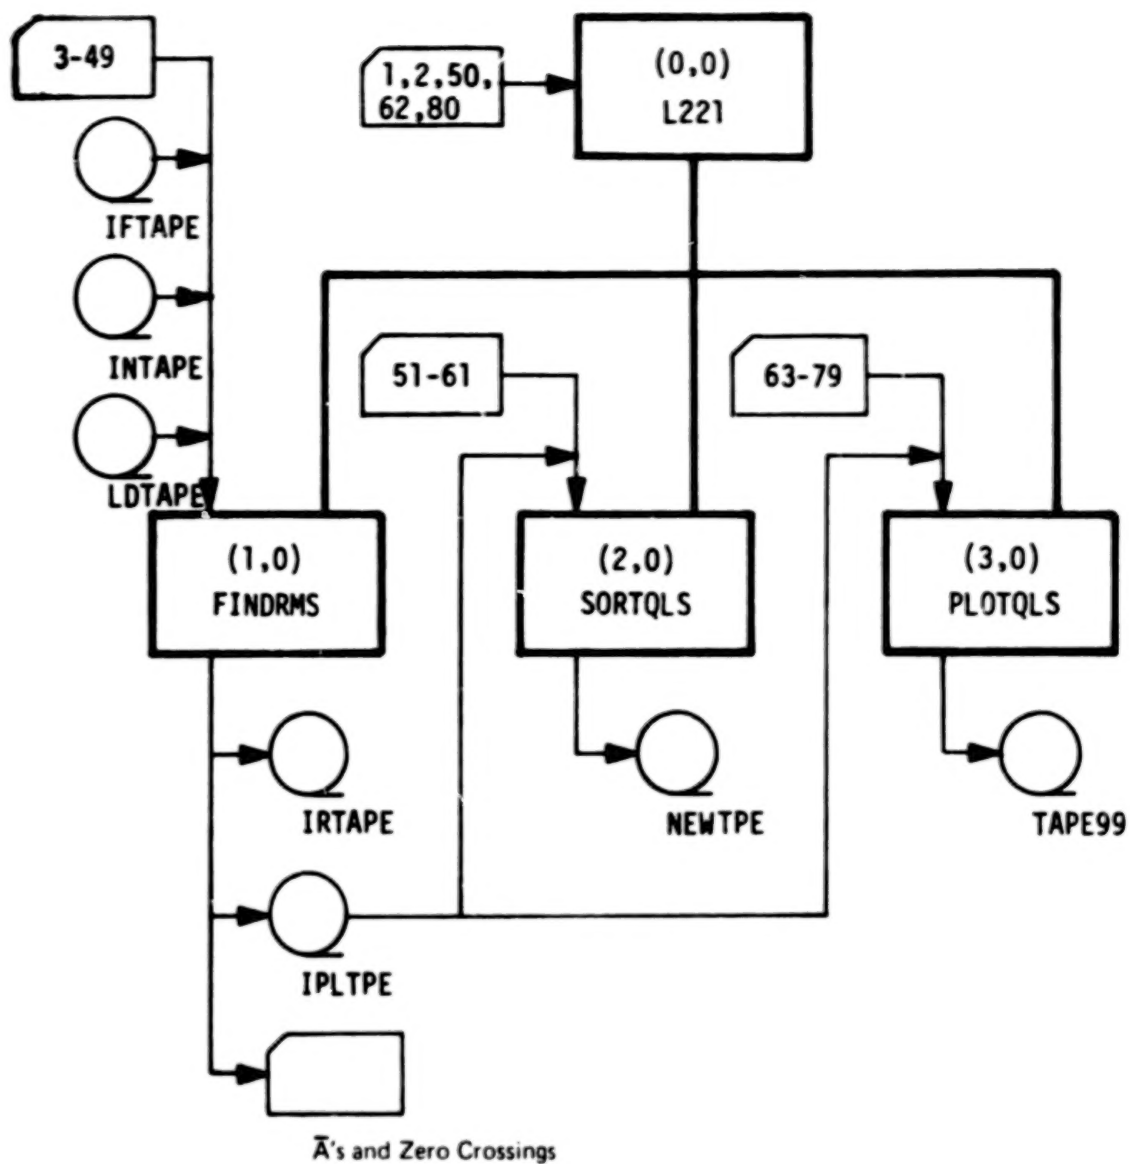 3-49
1,2,50,
62,80
(0,0)
L221
IFTAPE
INTAPE
LDTAPE
51-61
63-79
(1,0)
FINDRMS
(2,0)
SORTQLS
(3,0)
PLOTQLS
IRTAPE
NEWTPE
TAPE99
IPLTPE
A̅'s and Zero Crossings